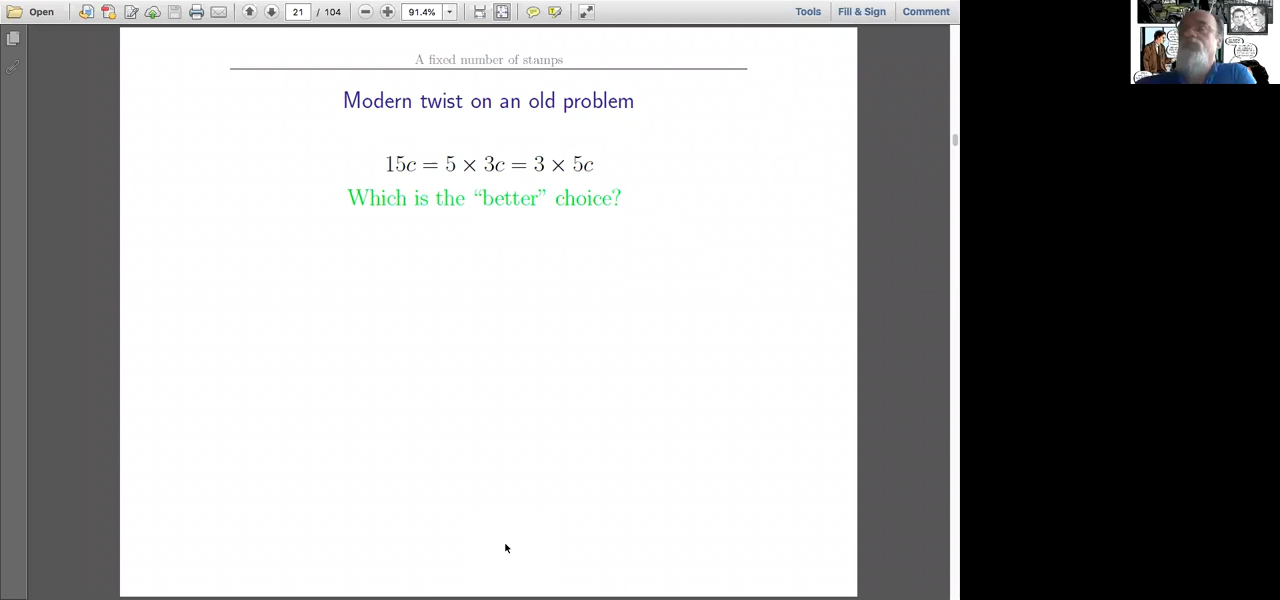 Open
21 / 104
91.4%
Tools
Fill & Sign
Comment
A fixed number of stamps
Modern twist on an old problem
15c = 5 × 3c = 3 × 5c
Which is the “better” choice?